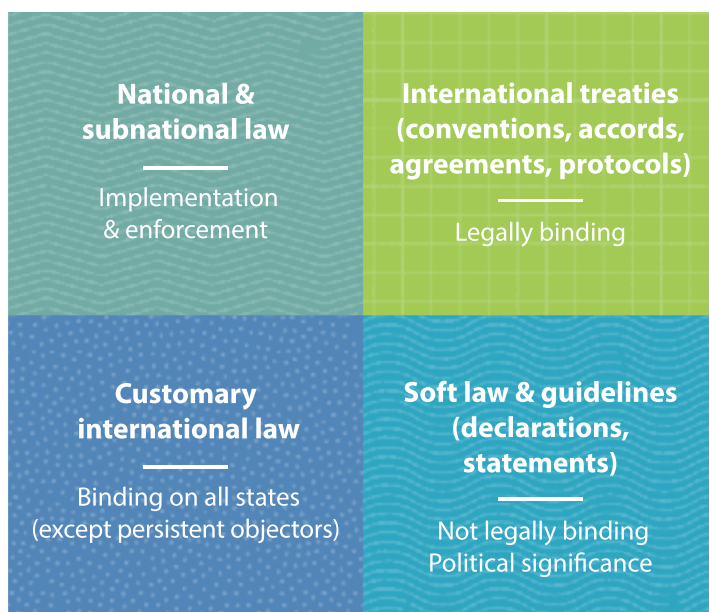 National &
subnational law
Implementation
& enforcement
International treaties
(conventions, accords,
agreements, protocols)
Legally binding
Customary
international law
Binding on all states
(except persistent objectors)
Soft law & guidelines
(declarations,
statements)
Not legally binding
Political significance